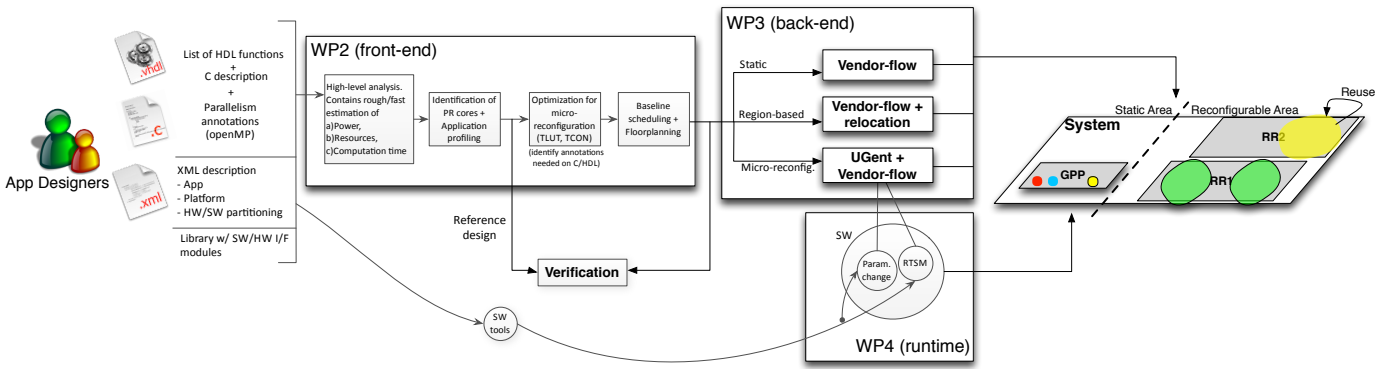 .vhdl
.C
.xml
App Designers
List of HDL functions
+
C description
+
Parallelism
annotations
(openMP)
XML description
- App
- Platform
- HW/SW partitioning
Library w/ SW/HW I/F
modules
WP2 (front-end)
High-level analysis.
Contains rough/fast
estimation of
a)Power,
b)Resources,
c)Computation time
Identification of
PR cores +
Application
profiling
Optimization for
micro-
reconfiguration
(TLUT, TCON)
(identify annotations
needed on C/HDL)
Baseline
scheduling +
Floorplanning
Reference
design
Verification
SW
tools
WP3 (back-end)
Static
Vendor-flow
Region-based
Vendor-flow +
relocation
Micro-reconfig.
UGent +
Vendor-flow
SW
Param.
change
RTSM
WP4 (runtime)
System
Static Area
Reconfigurable Area
Reuse
GPP
RR2
RR1